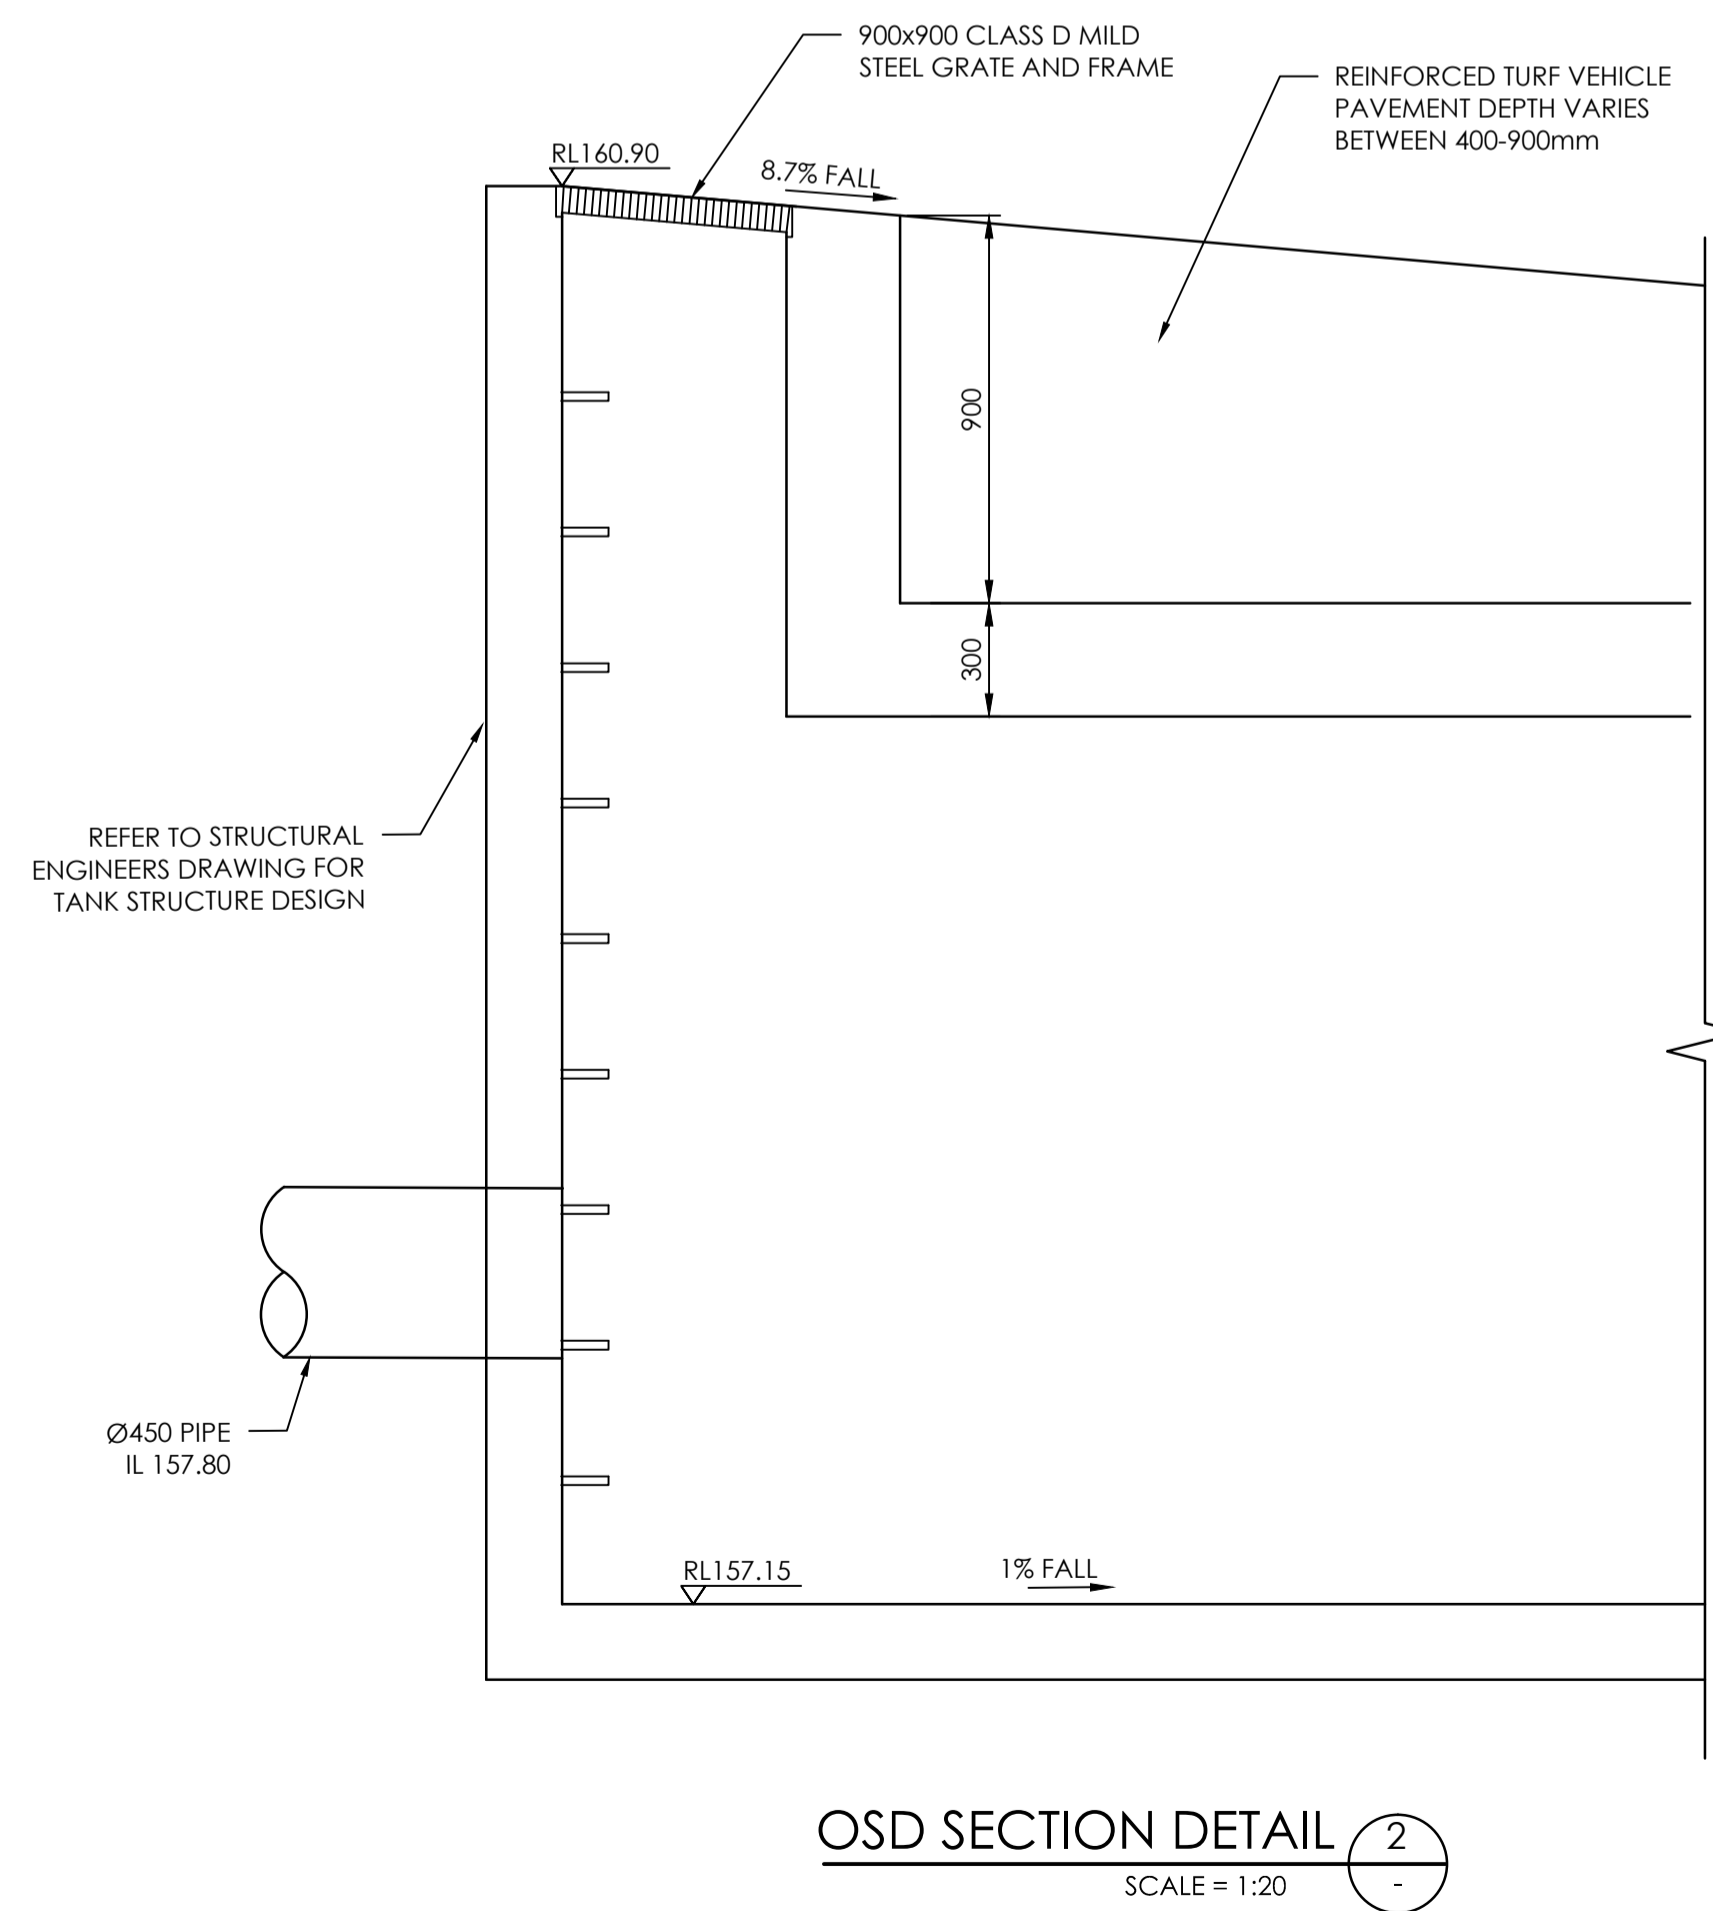 900x900 CLASS D MILD
STEEL GRATE AND FRAME
REINFORCED TURF VEHICLE
PAVEMENT DEPTH VARIES
BETWEEN 400-900mm
RL160.90
8.7% FALL
900
300
REFER TO STRUCTURAL
ENGINEERS DRAWING FOR
TANK STRUCTURE DESIGN
Ø450 PIPE
IL 157.80
RL157.15
1% FALL
OSD SECTION DETAIL
2
SCALE = 1:20
-